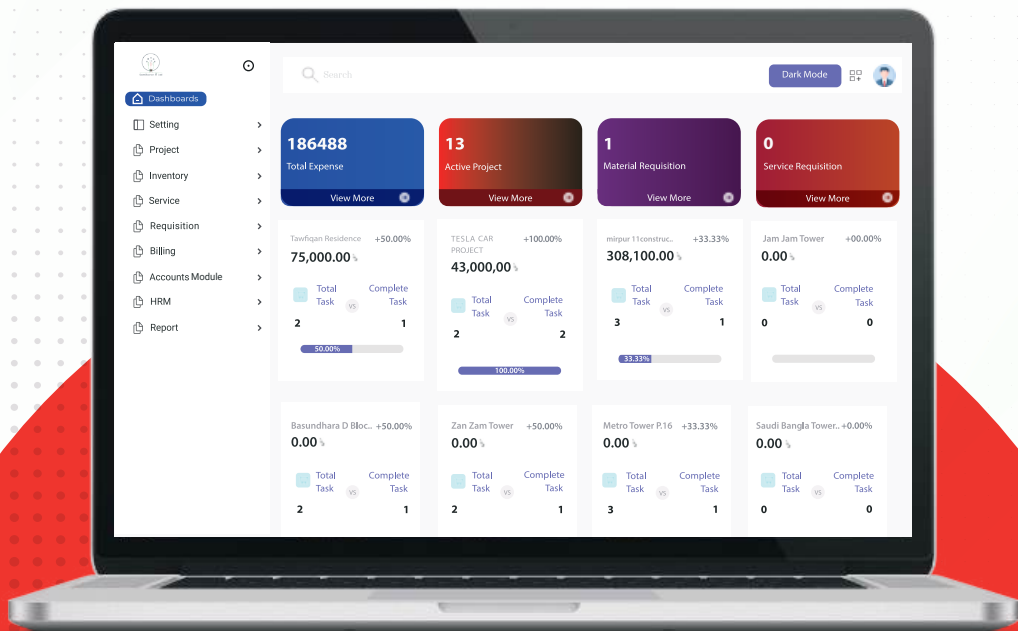 Search
Dark Mode
Dashboards
Setting
Project
Inventory
Service
Requisition
Billing
Accounts Module
HRM
Report
186488
Total Expense
View More
13
Active Project
View More
1
Material Requisition
View More
0
Service Requisition
View More
Tawfiqan Residence +50.00%
75,000.00 ৳
Total Complete
Task VS Task
2 1
50.00%
TESLA CAR +100.00%
PROJECT
43,000,00 ৳
Total Complete
Task VS Task
2 2
100.00%
mirpur 11construc.. +33.33%
308,100.00 ৳
Total Complete
Task VS Task
3 1
33.33%
Jam Jam Tower +00.00%
0.00 ৳
Total Complete
Task VS Task
0 0
Basundhara D Bloc.. +50.00%
0.00 ৳
Total Complete
Task VS Task
2 1
Zan Zam Tower +50.00%
0.00 ৳
Total Complete
Task VS Task
2 1
Metro Tower P.16 +33.33%
0.00 ৳
Total Complete
Task VS Task
3 1
Saudi Bangla Tower.. +0.00%
0.00 ৳
Total Complete
Task VS Task
0 0